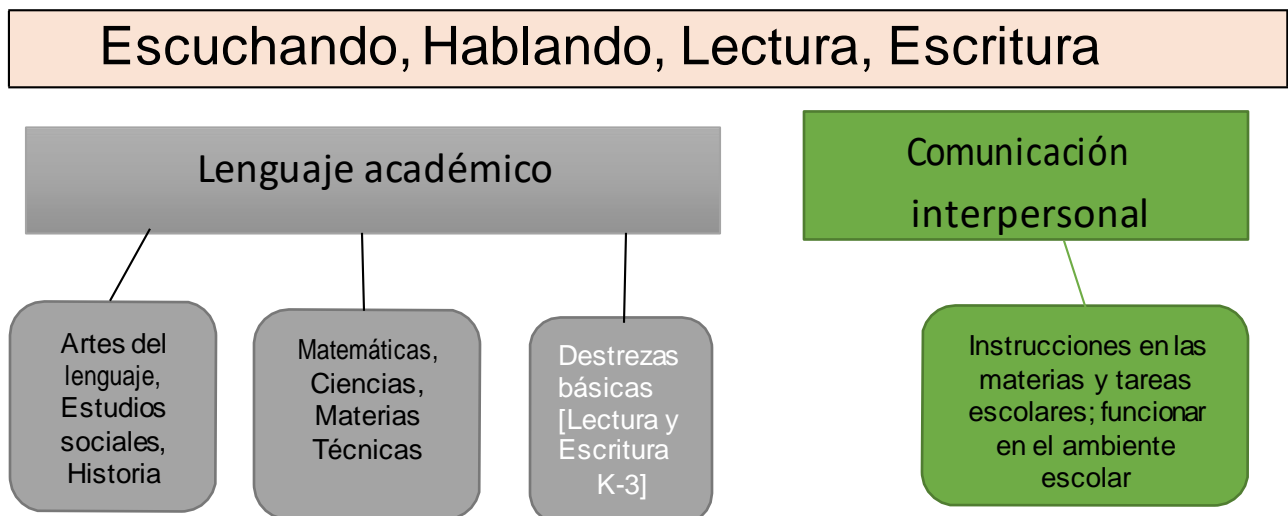 Escuchando, Hablando, Lectura, Escritura
Lenguaje académico
Comunicación
interpersonal
Artes del
lenguaje,
Estudios
sociales,
Historia
Matemáticas,
Ciencias,
Materias
Técnicas
Destrezas
básicas
[Lectura y
Escritura
K-3]
Instrucciones en las
materias y tareas
escolares; funcionar
en el ambiente
escolar